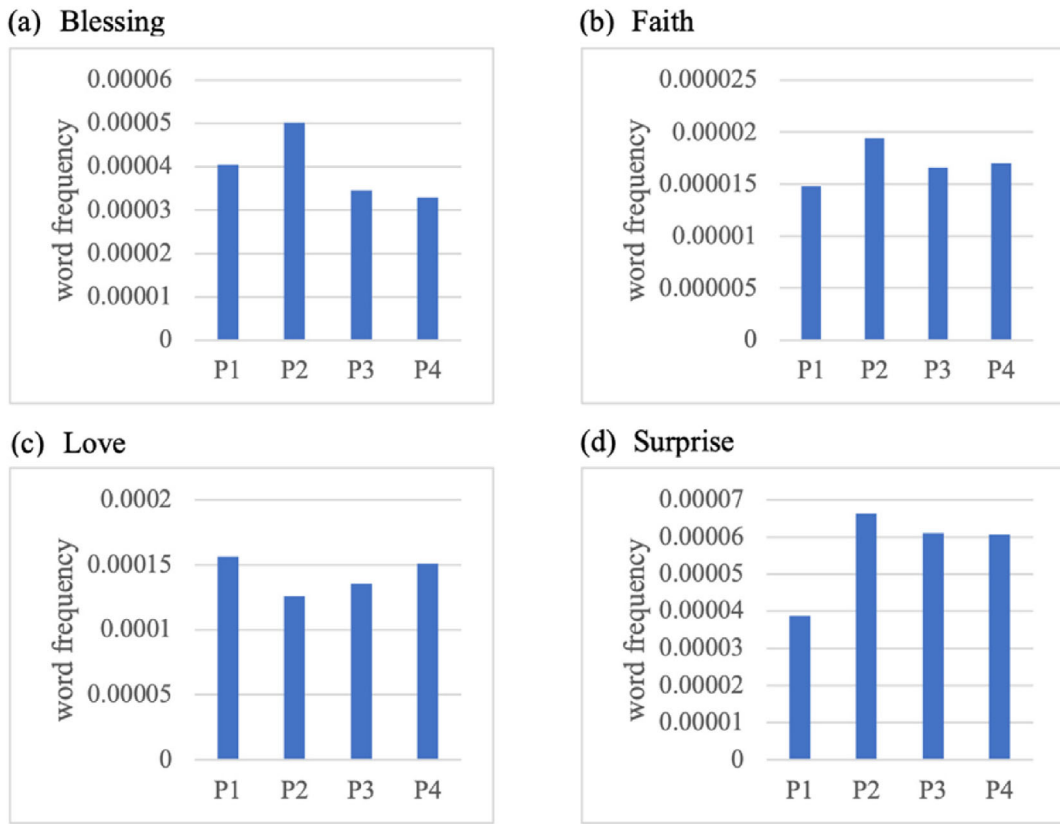 (a) Blessing
word frequency
0.00006
0.00005
0.00004
0.00003
0.00002
0.00001
0
P1 P2 P3 P4
(b) Faith
word frequency
0.000025
0.00002
0.000015
0.00001
0.000005
0
P1 P2 P3 P4
(c) Love
word frequency
0.0002
0.00015
0.0001
0.00005
0
P1 P2 P3 P4
(d) Surprise
word frequency
0.00007
0.00006
0.00005
0.00004
0.00003
0.00002
0.00001
0
P1 P2 P3 P4